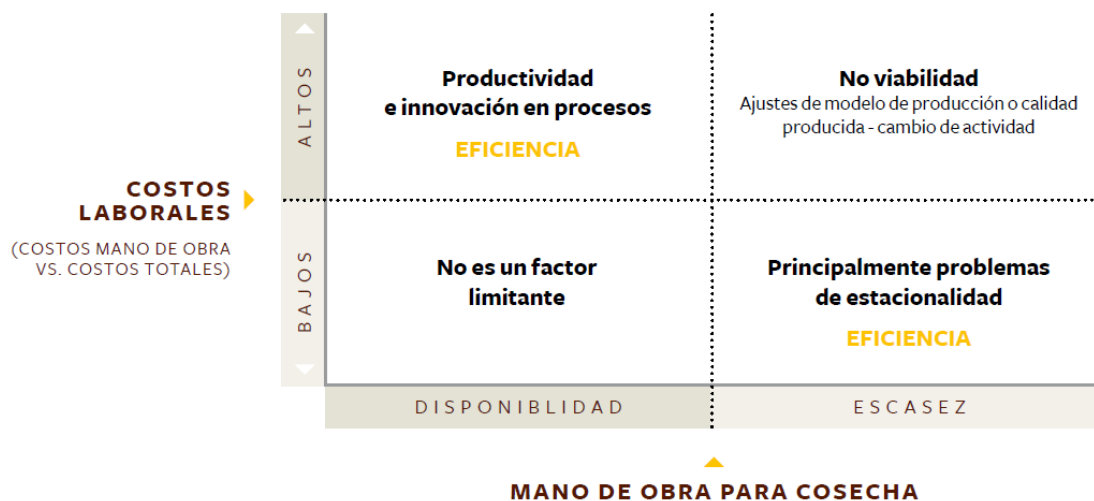 Productividad
e innovación en procesos
EFICIENCIA
No viabilidad
Ajustes de modelo de producción o calidad
producida - cambio de actividad
ALTOS
COSTOS
LABORALES
(COSTOS MANO DE OBRA
VS. COSTOS TOTALES)
BAJOS
No es un factor
limitante
Principalmente problemas
de estacionalidad
EFICIENCIA
DISPONIBLIDAD
ESCASEZ
MANO DE OBRA PARA COSECHA